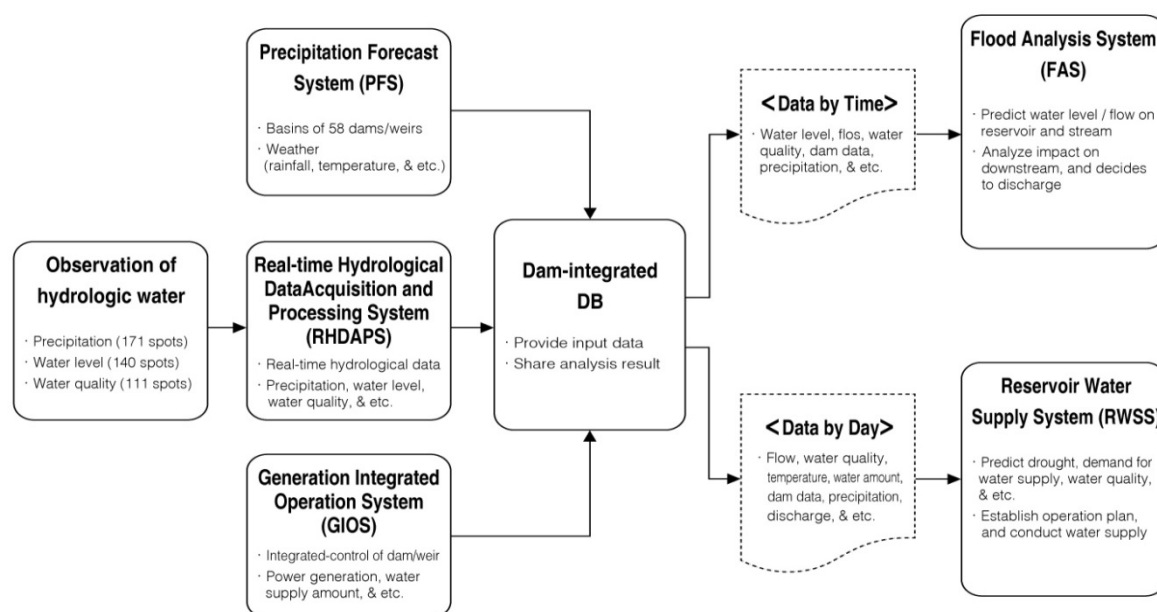 Precipitation Forecast
System (PFS)
· Basins of 58 dams/weirs
· Weather
(rainfall, temperature, & etc.)
Observation of
hydrologic water
· Precipitation (171 spots)
· Water level (140 spots)
· Water quality (111 spots)
Real-time Hydrological
DataAcquisition and
Processing System
(RHDAPS)
· Real-time hydrological data
· Precipitation, water level,
water quality, & etc.
Generation Integrated
Operation System
(GIOS)
· Integrated-control of dam/weir
· Power generation, water
supply amount, & etc.
Dam-integrated
DB
· Provide input data
· Share analysis result
<Data by Time>
· Water level, flos, water
quality, dam data,
precipitation, & etc.
<Data by Day>
· Flow, water quality,
temperature, water amount,
dam data, precipitation,
discharge, & etc.
Flood Analysis System
(FAS)
· Predict water level / flow on
reservoir and stream
· Analyze impact on
downstream, and decides
to discharge
Reservoir Water
Supply System (RWSS)
· Predict drought, demand for
water supply, water quality,
& etc.
· Establish operation plan,
and conduct water supply